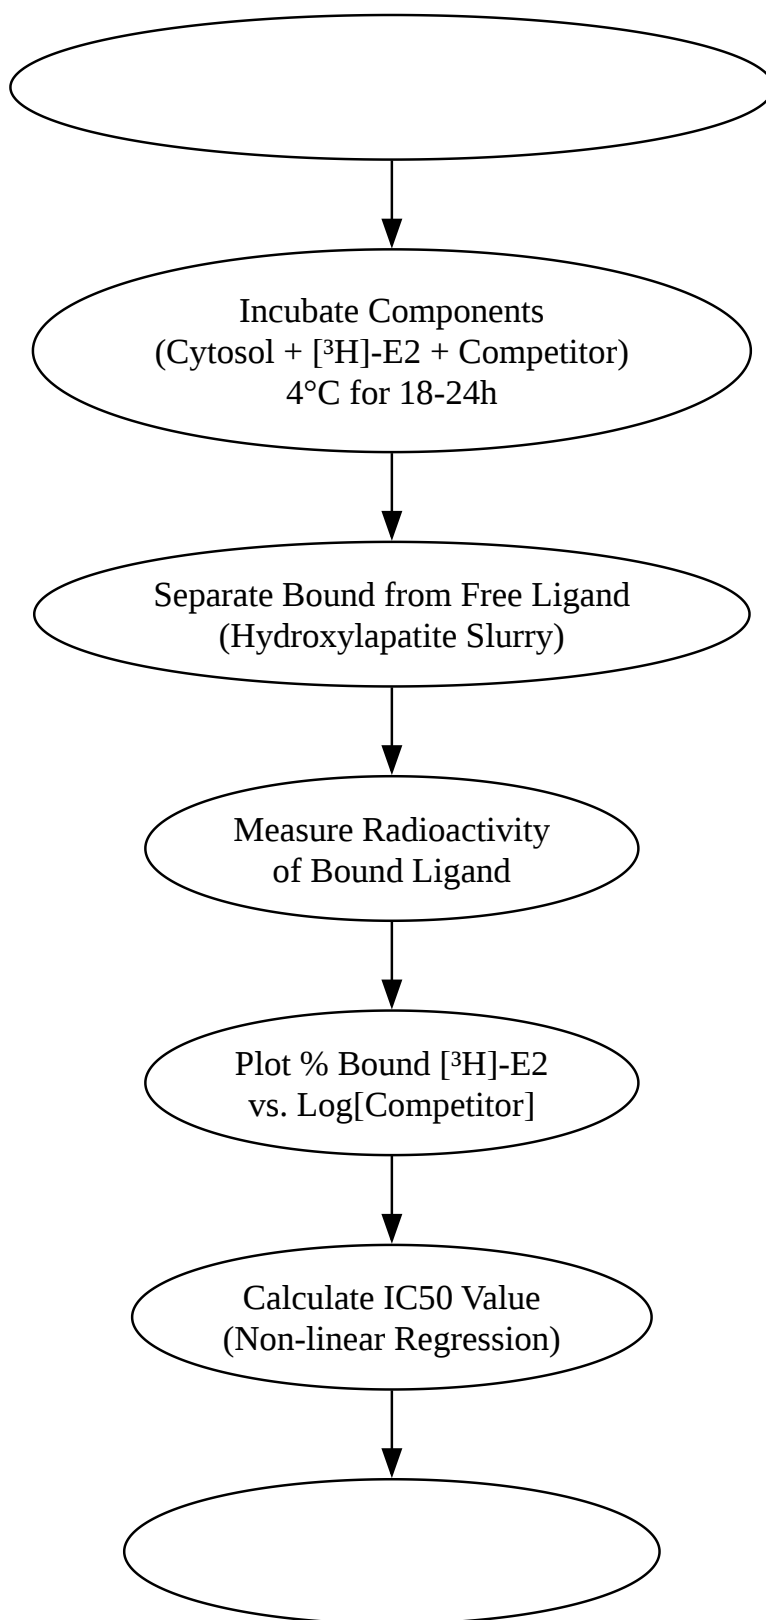 Incubate Components
(Cytosol + [³H]-E2 + Competitor)
4°C for 18-24h
Separate Bound from Free Ligand
(Hydroxylapatite Slurry)
Measure Radioactivity
of Bound Ligand
Plot % Bound [³H]-E2
vs. Log[Competitor]
Calculate IC50 Value
(Non-linear Regression)